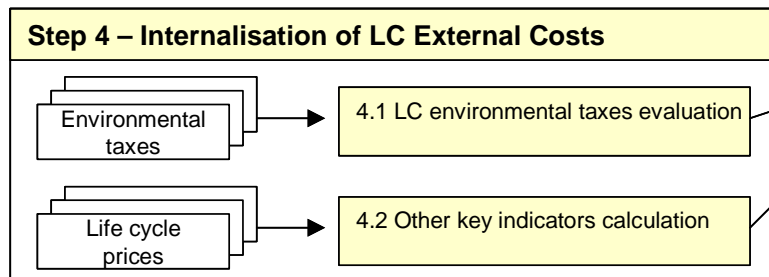 Step 4 – Internalisation of LC External Costs
Environmental
taxes
4.1 LC environmental taxes evaluation
Life cycle
prices
4.2 Other key indicators calculation